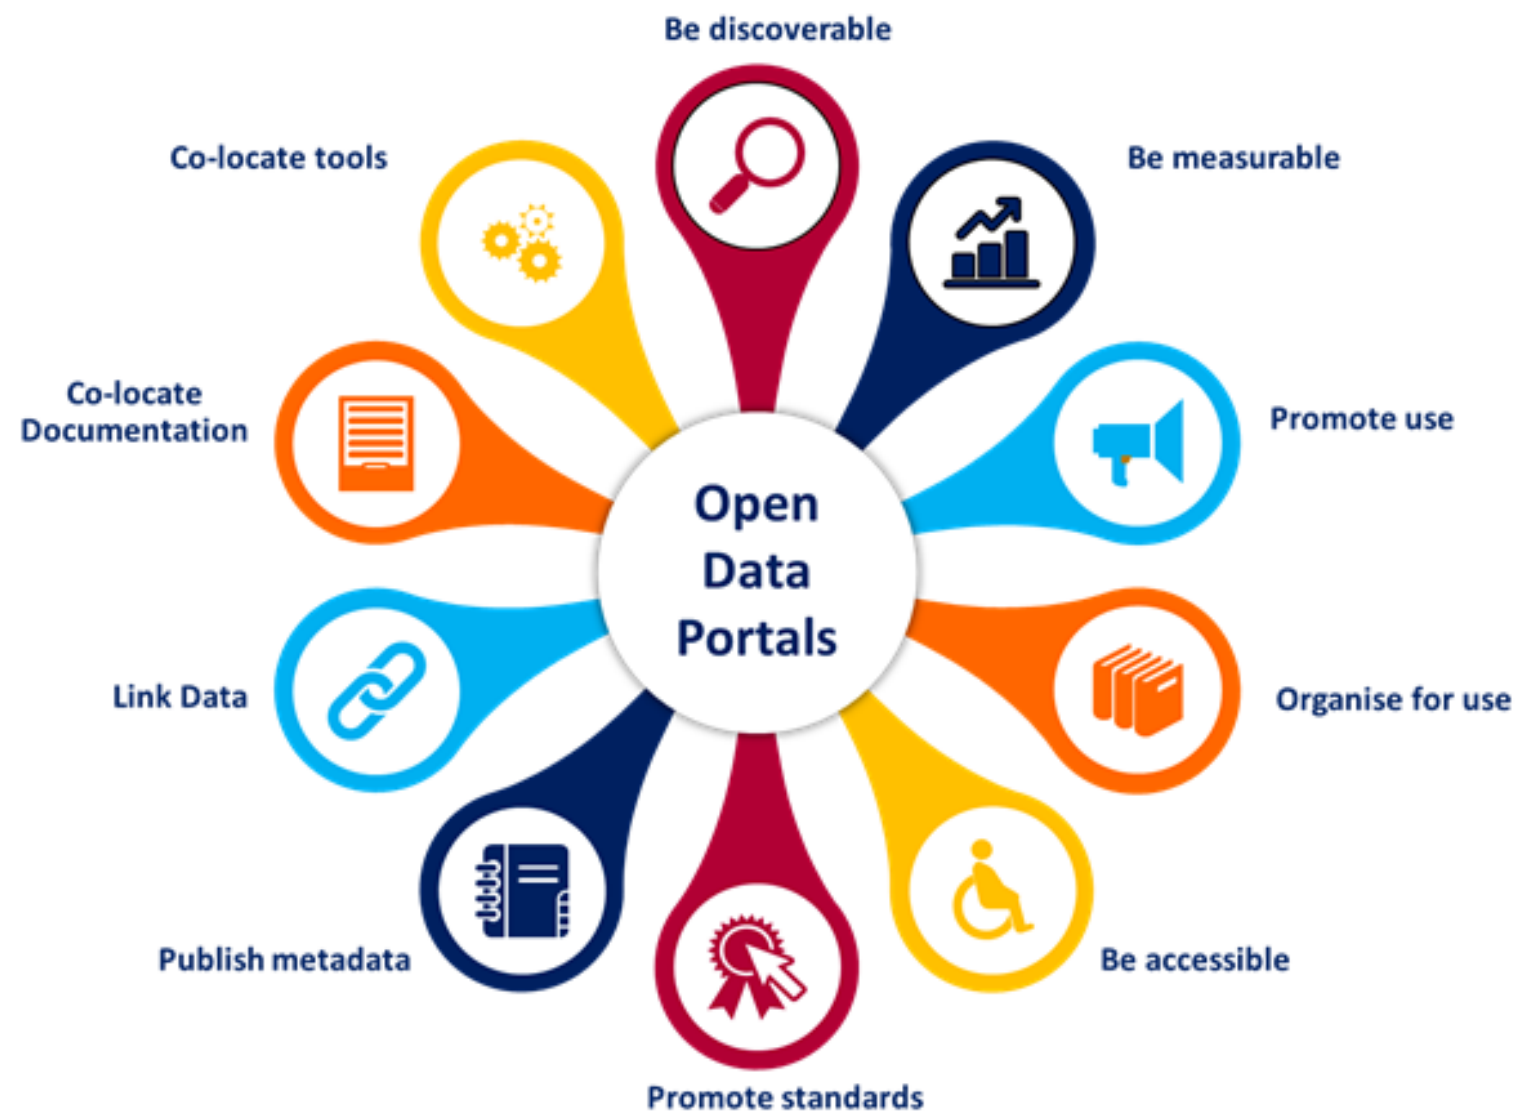 Be discoverable
Co-locate tools
Be measurable
Co-locate
Documentation
Promote use
Open
Data
Portals
Link Data
Organise for use
Publish metadata
Be accessible
Promote standards